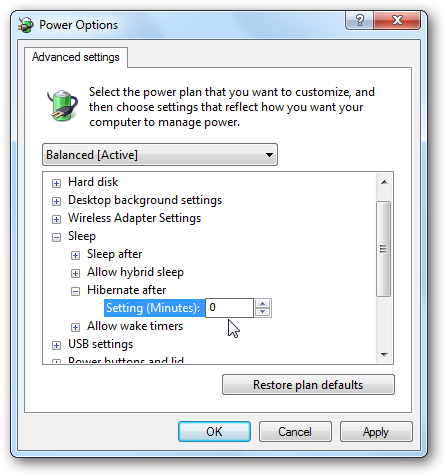 Power Options
Advanced settings
Select the power plan that you want to customize, and
then choose settings that reflect how you want your
computer to manage power.
Balanced [Active]
Hard disk
Desktop background settings
Wireless Adapter Settings
Sleep
Sleep after
Allow hybrid sleep
Hibernate after
Setting (Minutes): 0
Allow wake timers
USB settings
Power buttons and lid
Restore plan defaults
OK Cancel Apply